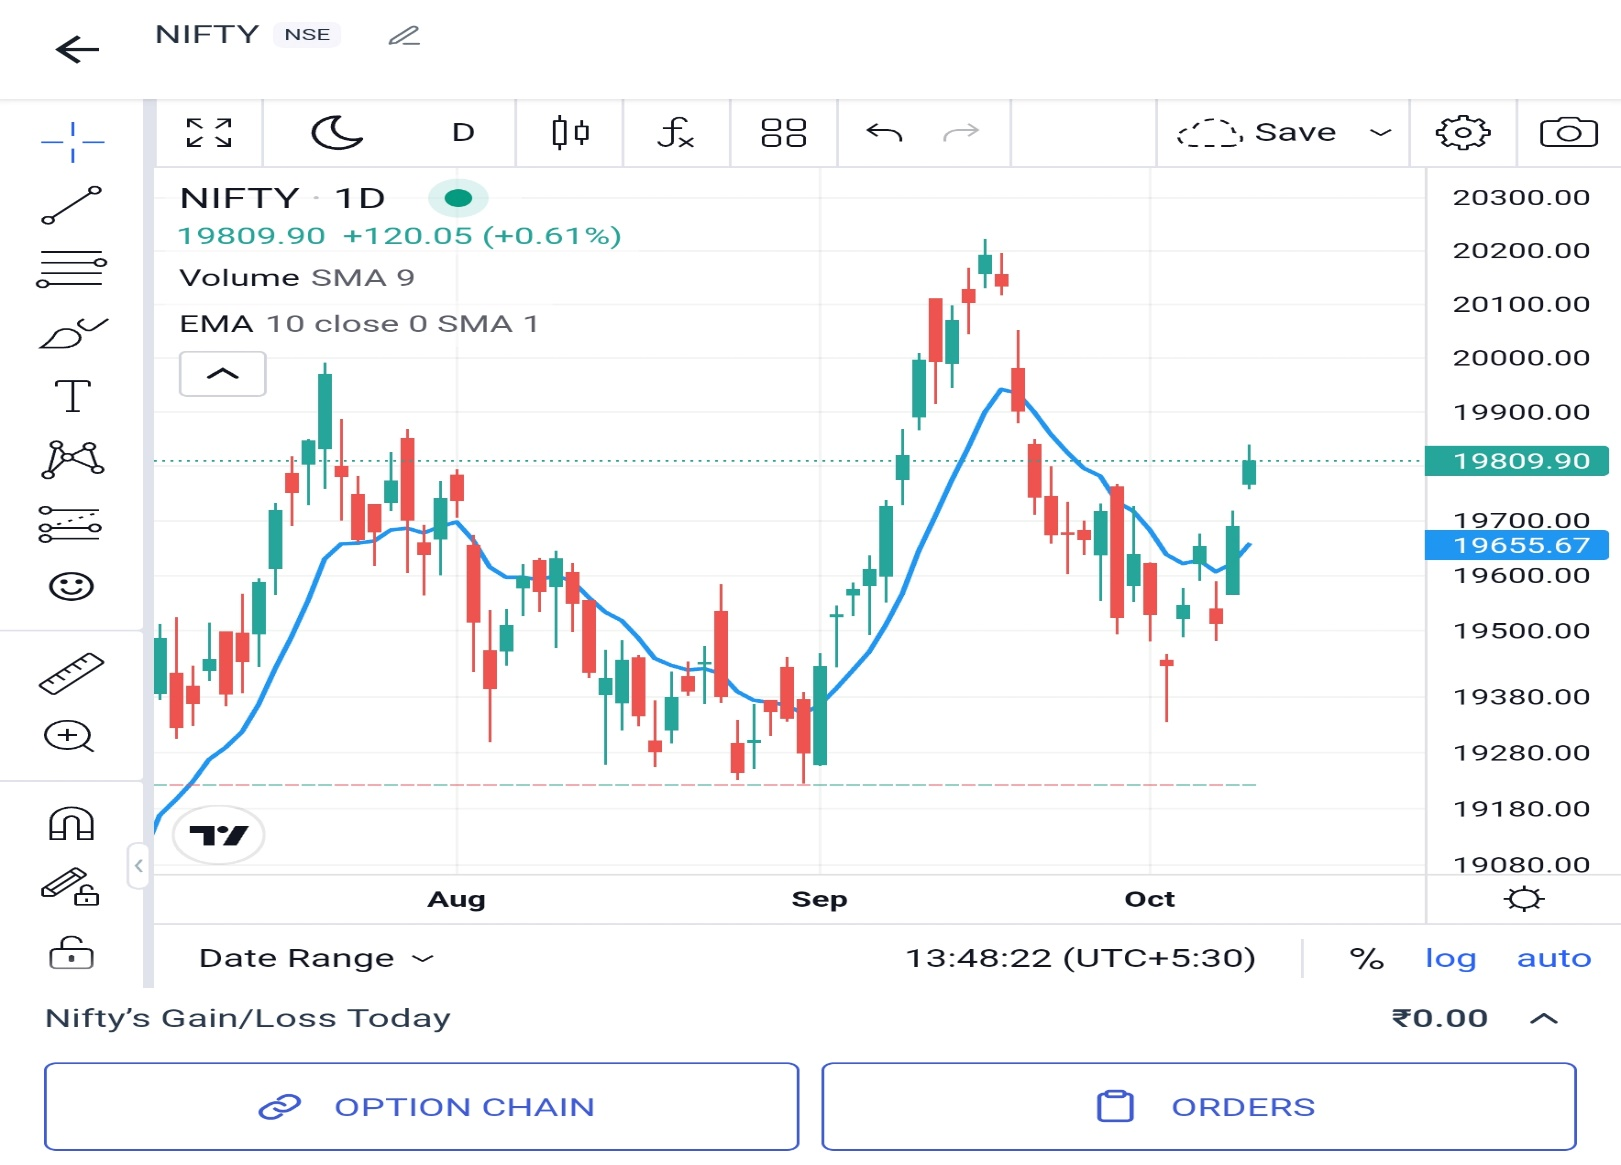 NIFTY NSE
D
Save
NIFTY · 1D
19809.90 +120.05 (+0.61%)
Volume SMA 9
EMA 10 close 0 SMA 1
20300.00
20200.00
20100.00
20000.00
19900.00
19809.90
19700.00
19655.67
19600.00
19500.00
19380.00
19280.00
19180.00
19080.00
Aug Sep Oct
Date Range 13:48:22 (UTC+5:30) % log auto
Nifty’s Gain/Loss Today ₹0.00
OPTION CHAIN ORDERS